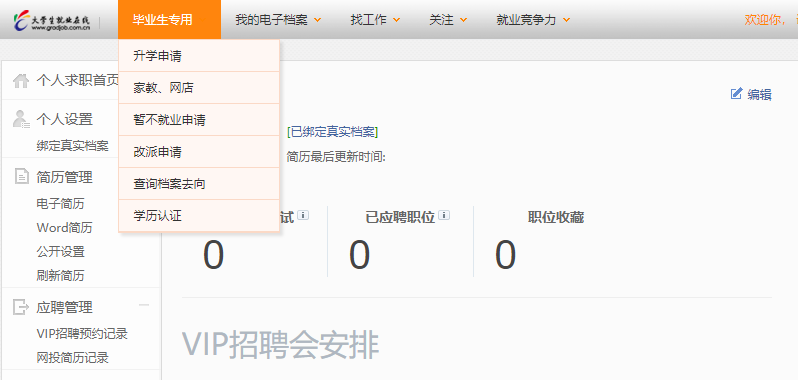 大学生就业在线
www.gradjob.com.cn
毕业生专用
我的电子档案
找工作
关注
就业竞争力
欢迎你,
升学申请
家教、网店
暂不就业申请
改派申请
查询档案去向
学历认证
个人求职首页
个人设置
绑定真实档案
简历管理
电子简历
Word简历
公开设置
刷新简历
应聘管理
VIP招聘预约记录
网投简历记录
编辑
[已绑定真实档案]
简历最后更新时间:
试
已应聘职位
职位收藏
0
0
0
VIP招聘会安排